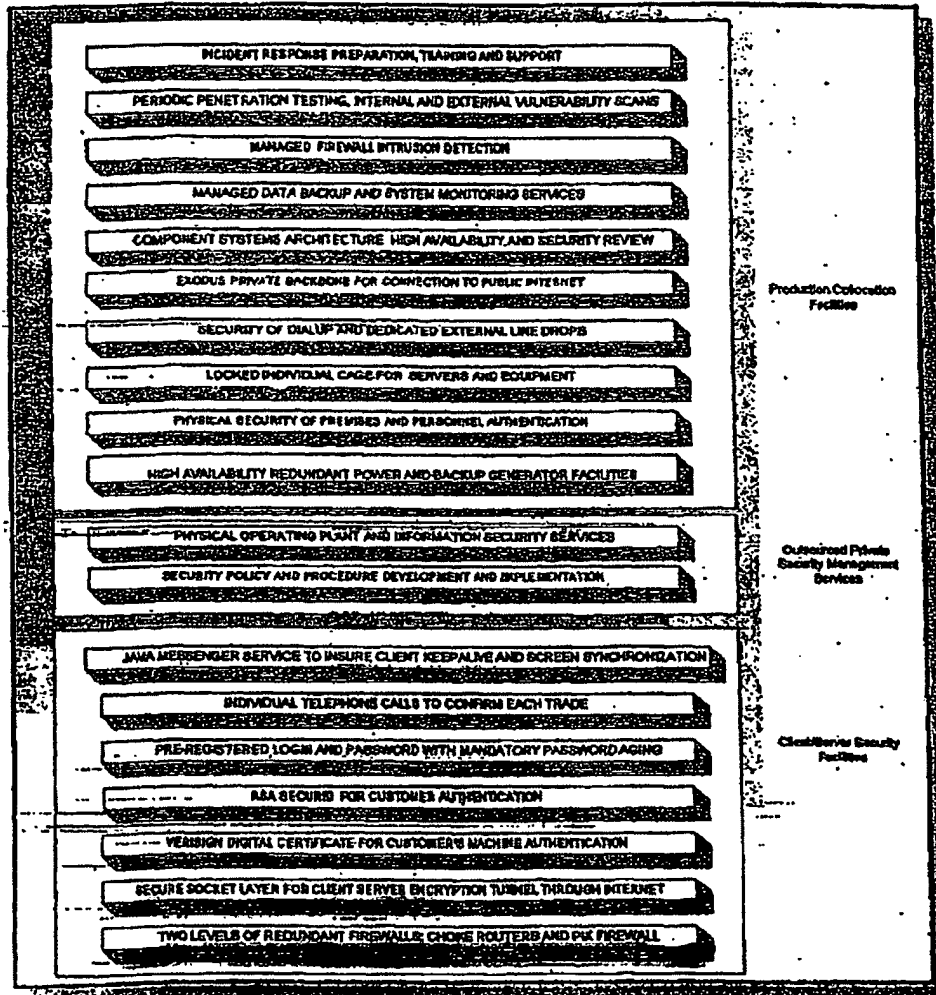 INCIDENT RESPONSE PREPARATION, TRAINING AND SUPPORT
PERIODIC PENETRATION TESTING, INTERNAL AND EXTERNAL VULNERABILITY SCANS
MANAGED FIREWALL INTRUSION DETECTION
MANAGED DATA BACKUP AND SYSTEM MONITORING SERVICES
COMPONENT SYSTEMS ARCHITECTURE HIGH AVAILABILITY AND SECURITY REVIEW
EXODUS PRIVATE BACKBONE FOR CONNECTION TO PUBLIC INTERNET
SECURITY OF DIALUP AND DEDICATED EXTERNAL LINE DROPS
LOCKED INDIVIDUAL CAGE FOR SERVERS AND EQUIPMENT
PHYSICAL SECURITY OF PREMISES AND PERSONNEL AUTHENTICATION
HIGH AVAILABILITY REDUNDANT POWER AND BACKUP GENERATOR FACILITIES
Production Colocation
Facilities
PHYSICAL OPERATING PLANT AND INFORMATION SECURITY SERVICES
SECURITY POLICY AND PROCEDURE DEVELOPMENT AND IMPLEMENTATION
Outsourced Private
Security Management
Services
JAVA MESSENGER SERVICE TO INSURE CLIENT KEEPALIVE AND SCREEN SYNCHRONIZATION
INDIVIDUAL TELEPHONE CALLS TO CONFIRM EACH TRADE
PRE-REGISTERED LOGIN AND PASSWORD WITH MANDATORY PASSWORD AGING
RSA SECURID FOR CUSTOMER AUTHENTICATION
VERISIGN DIGITAL CERTIFICATE FOR CUSTOMER'S MACHINE AUTHENTICATION
SECURE SOCKET LAYER FOR CLIENT SERVER ENCRYPTION TUNNEL THROUGH INTERNET
TWO LEVELS OF REDUNDANT FIREWALLS: CHOKE ROUTERS AND PIX FIREWALL
Client/Server Security
Facilities